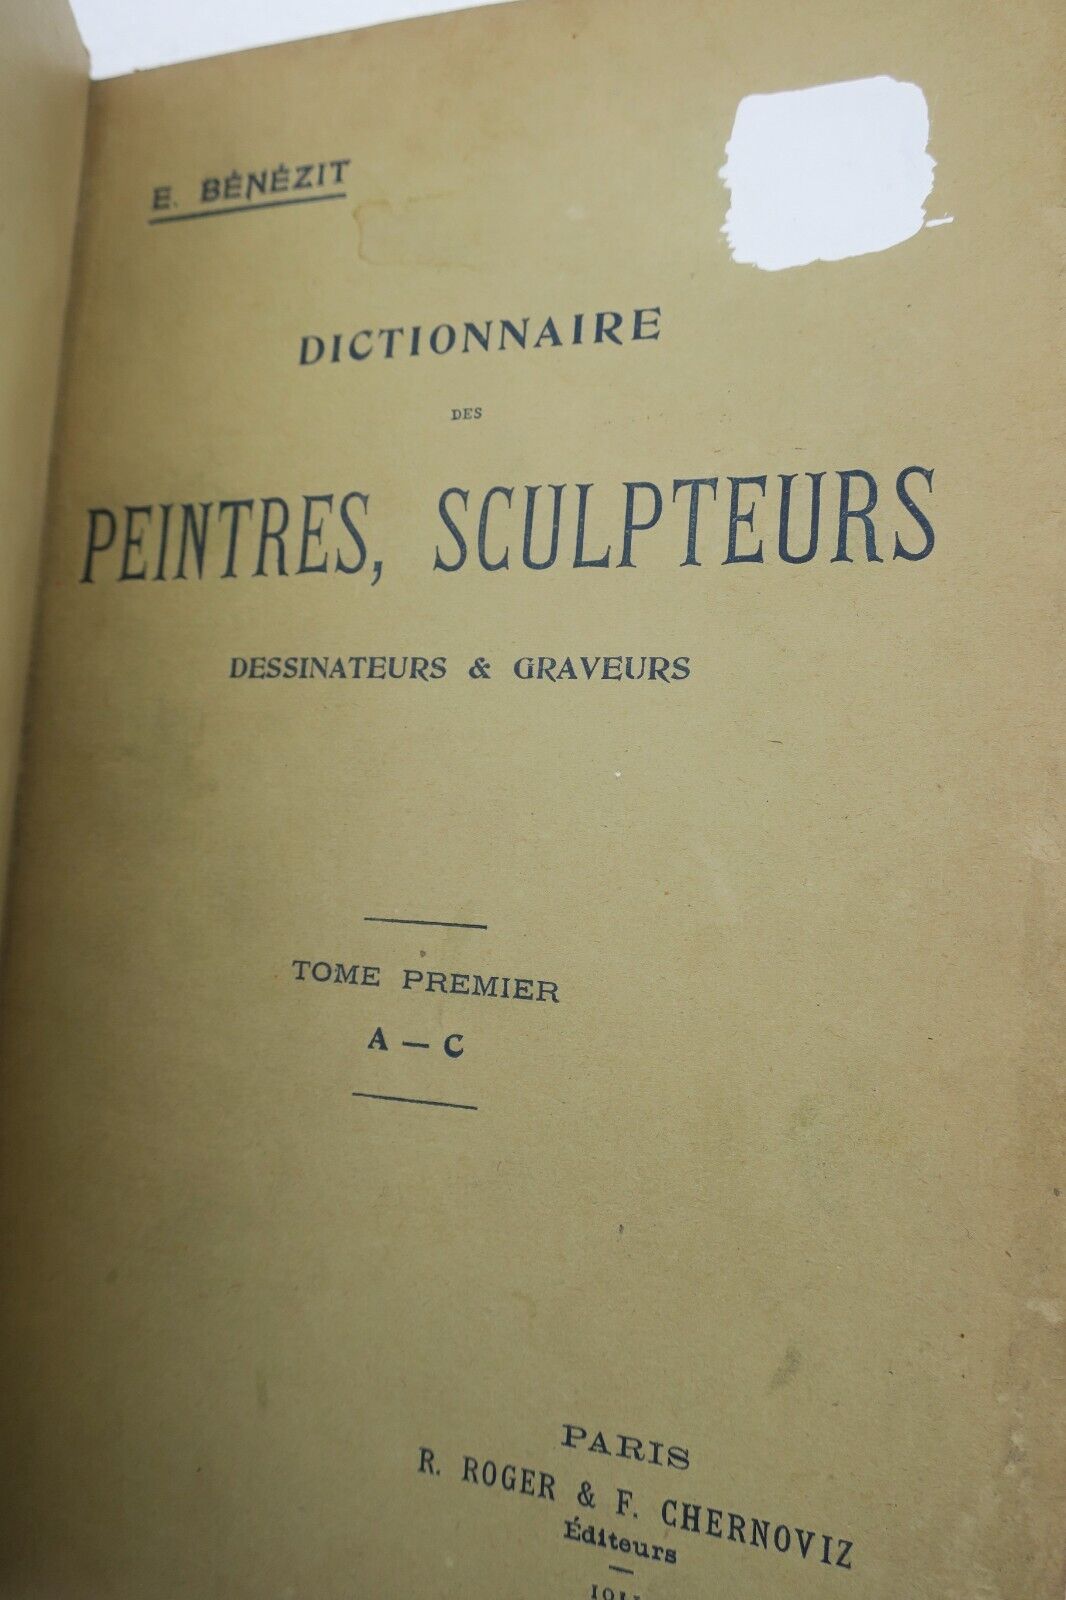 E. BÉNÉZIT
DICTIONNAIRE
DES
PEINTRES, SCULPTEURS
DESSINATEURS & GRAVEURS
TOME PREMIER
A — C
PARIS
R. ROGER & F. CHERNOVIZ
Éditeurs